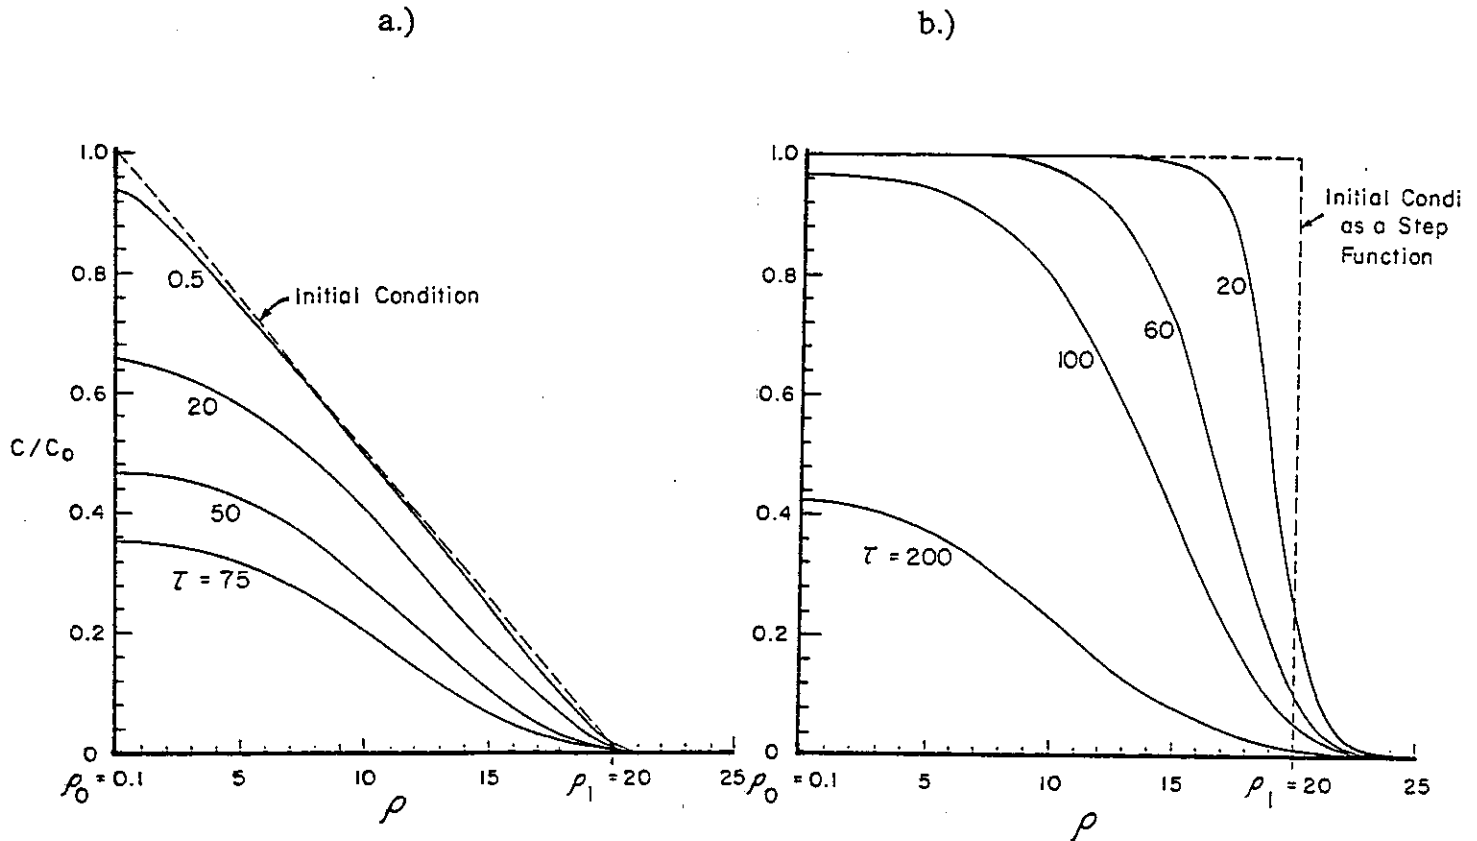 a.)
1.0
0.8
0.6
C/C₀
0.4
0.2
0
0.5
Initial Condition
20
50
τ = 75
ρ₀ = 0.1
5
10
15
ρ₁ = 20
25
ρ
b.)
1.0
0.8
0.6
0.4
0.2
0
Initial Condi
as a Step
Function
20
60
100
τ = 200
ρ₀ = 0.1
5
10
15
ρ₁ = 20
25
ρ